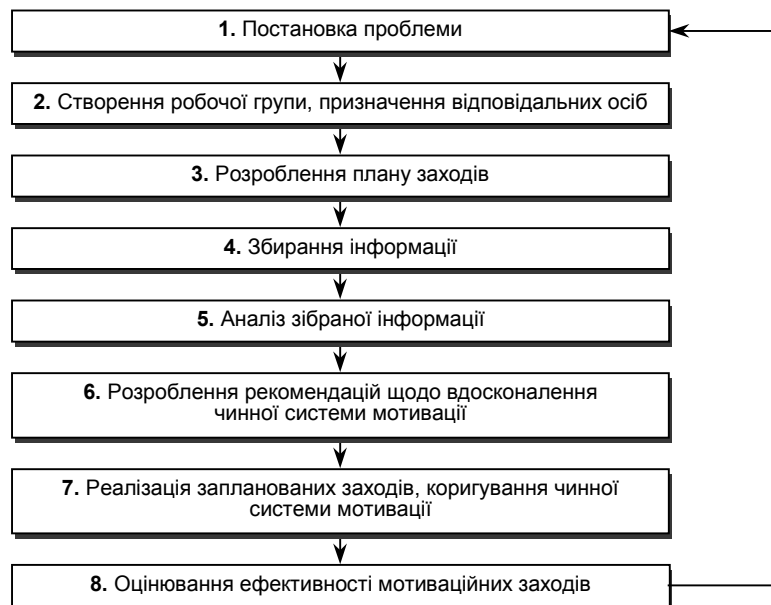 1. Постановка проблеми
2. Створення робочої групи, призначення відповідальних осіб
3. Розроблення плану заходів
4. Збирання інформації
5. Аналіз зібраної інформації
6. Розроблення рекомендацій щодо вдосконалення
чинної системи мотивації
7. Реалізація запланованих заходів, коригування чинної
системи мотивації
8. Оцінювання ефективності мотиваційних заходів